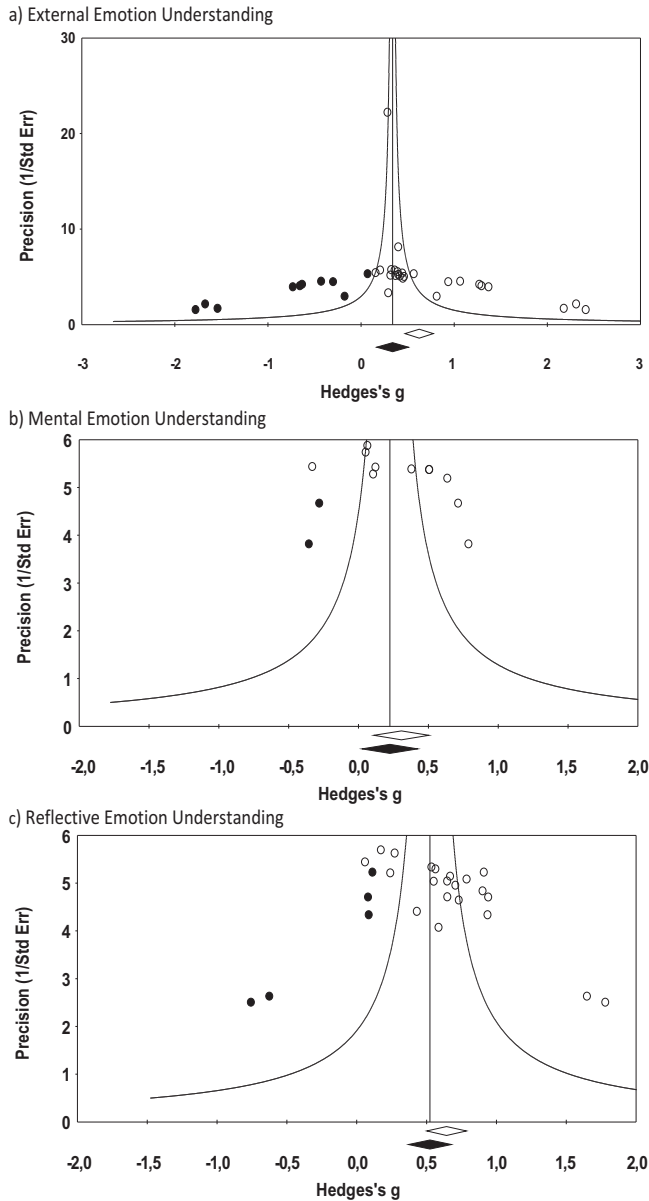 a) External Emotion Understanding
30
20
10
0
Precision (1/Std Err)
-3 -2 -1 0 1 2 3
Hedges's g
b) Mental Emotion Understanding
6
5
4
3
2
1
0
Precision (1/Std Err)
-2,0 -1,5 -1,0 -0,5 0,0 0,5 1,0 1,5 2,0
Hedges's g
c) Reflective Emotion Understanding
6
5
4
3
2
1
0
Precision (1/Std Err)
-2,0 -1,5 -1,0 -0,5 0,0 0,5 1,0 1,5 2,0
Hedges's g